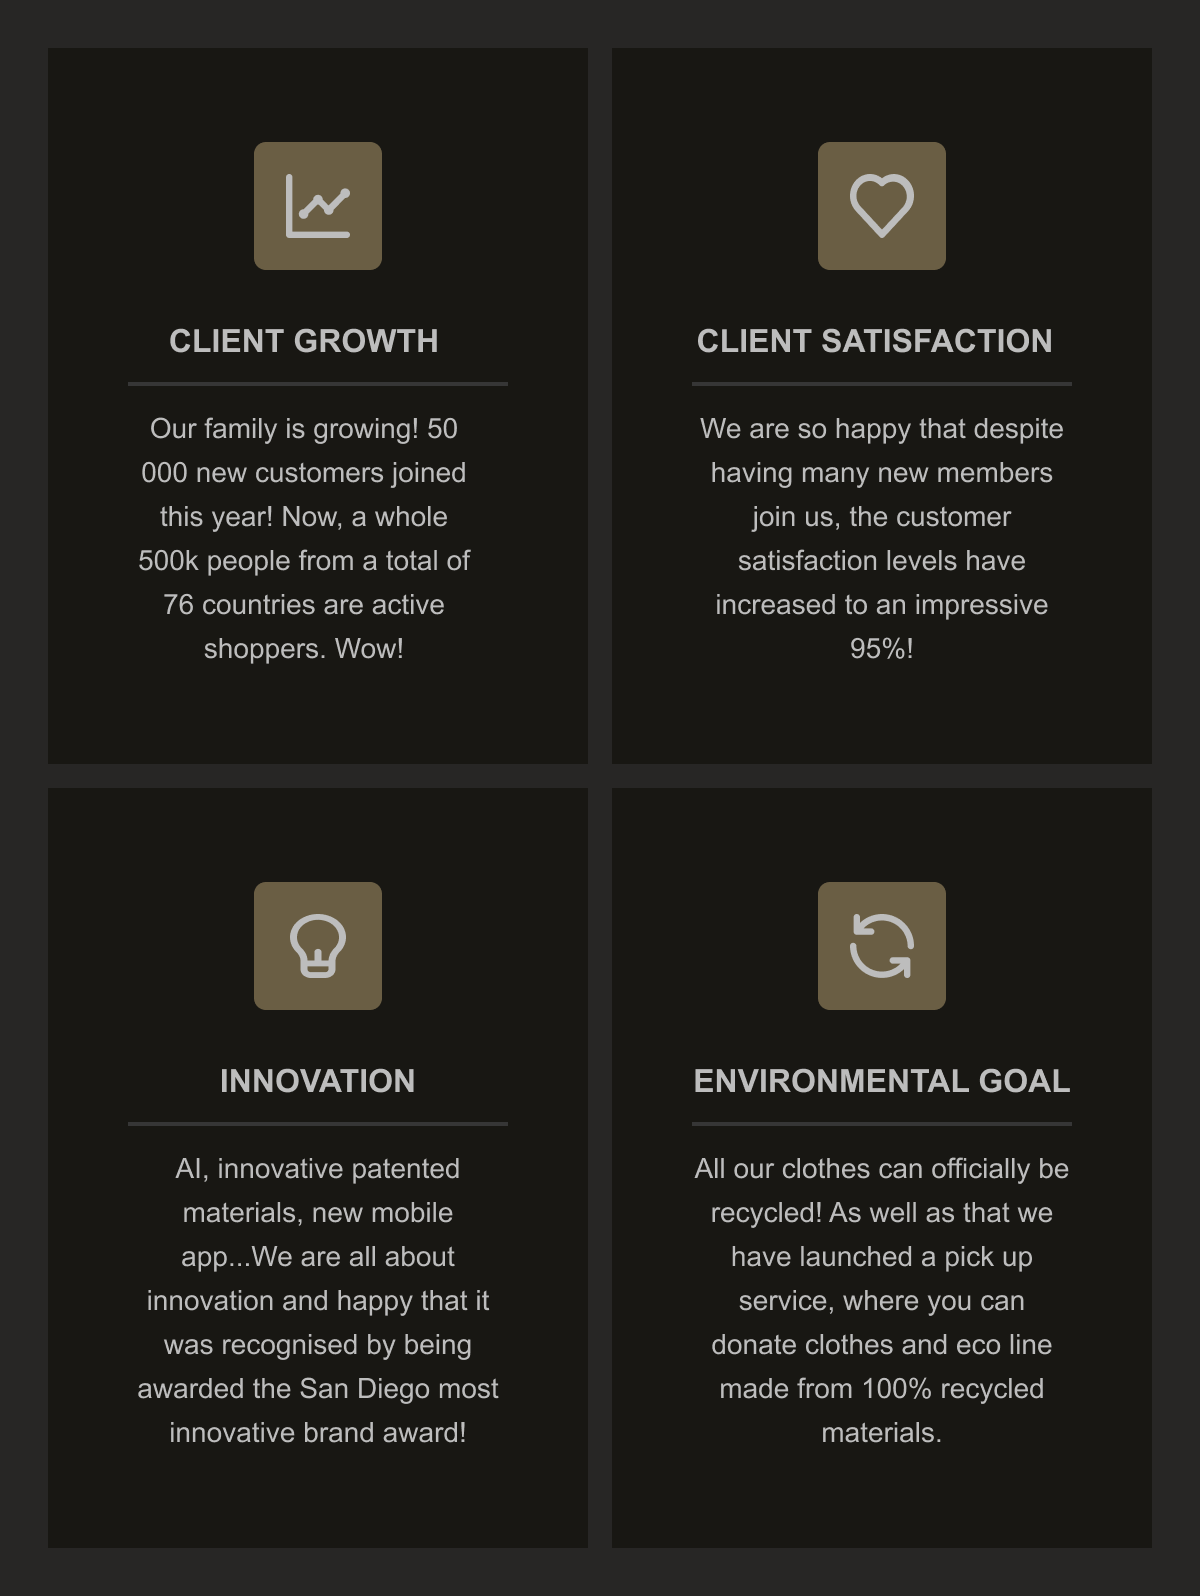 CLIENT GROWTH
Our family is growing! 50
000 new customers joined
this year! Now, a whole
500k people from a total of
76 countries are active
shoppers. Wow!
CLIENT SATISFACTION
We are so happy that despite
having many new members
join us, the customer
satisfaction levels have
increased to an impressive
95%!
INNOVATION
AI, innovative patented
materials, new mobile
app...We are all about
innovation and happy that it
was recognised by being
awarded the San Diego most
innovative brand award!
ENVIRONMENTAL GOAL
All our clothes can officially be
recycled! As well as that we
have launched a pick up
service, where you can
donate clothes and eco line
made from 100% recycled
materials.